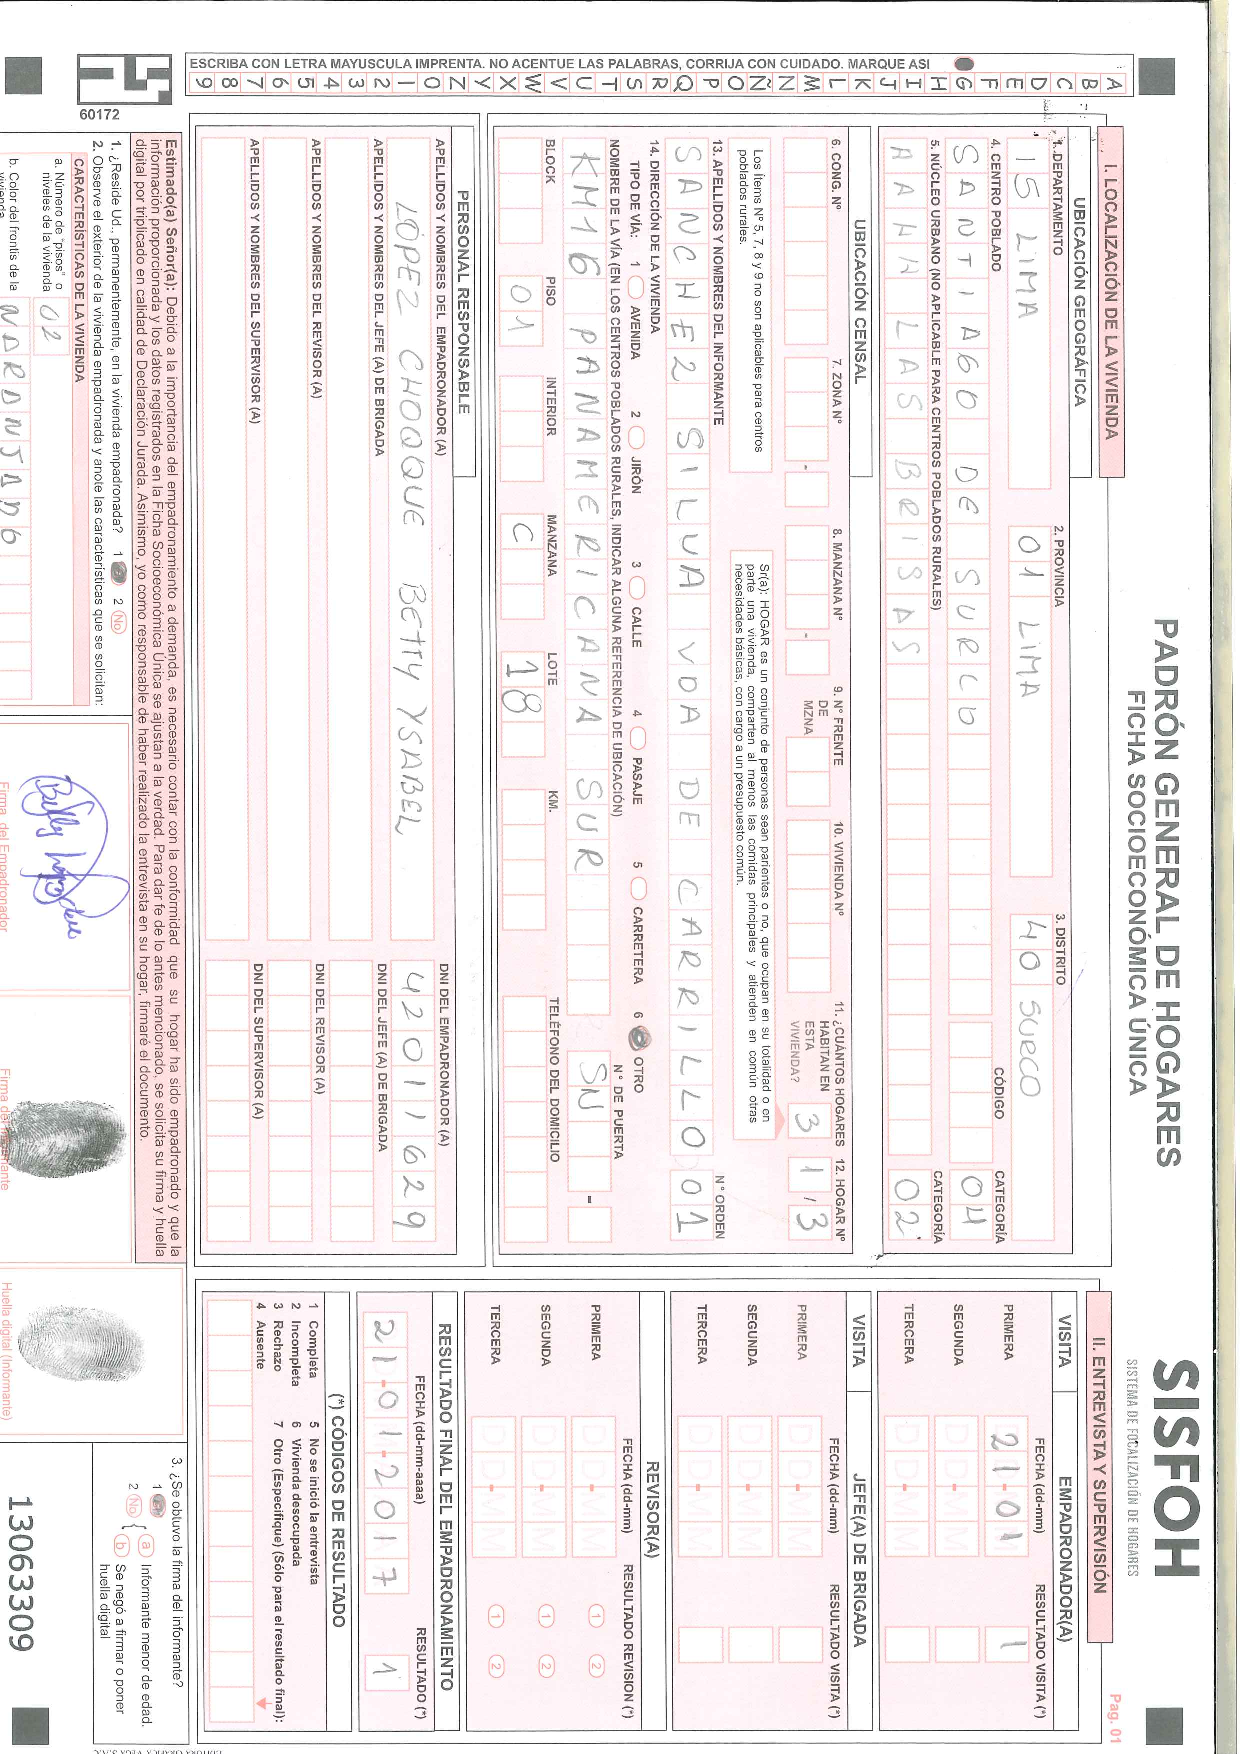 PADRÓN GENERAL DE HOGARES
FICHA SOCIOECONÓMICA ÚNICA
SISFOH
SISTEMA DE FOCALIZACIÓN DE HOGARES
Pag. 01
ESCRIBA CON LETRA MAYUSCULA IMPRENTA. NO ACENTUE LAS PALABRAS, CORRIJA CON CUIDADO. MARQUE ASI
A B C D E F G H I J K L M N Ñ O P Q R S T U V W X Y Z 0 1 2 3 4 5 6 7 8 9
60172
I. LOCALIZACIÓN DE LA VIVIENDA
UBICACIÓN GEOGRÁFICA
1. DEPARTAMENTO
15 LIMA
2. PROVINCIA
01 LIMA
3. DISTRITO
40 SURCO
4. CENTRO POBLADO
SANTIAGO DE SURCO
CÓDIGO
CATEGORÍA
04
5. NÚCLEO URBANO (NO APLICABLE PARA CENTROS POBLADOS RURALES)
AAHH LAS BRISAS
CATEGORÍA
02
UBICACIÓN CENSAL
6. CONG. Nº
7. ZONA Nº
8. MANZANA Nº
9. Nº FRENTE DE MZNA
10. VIVIENDA Nº
11. ¿CUÁNTOS HOGARES HABITAN EN ESTA VIVIENDA?
3
12. HOGAR Nº
1/3
Los Ítems Nº 5, 7, 8 y 9 no son aplicables para centros poblados rurales.
Sr(a): HOGAR es un conjunto de personas sean parientes o no, que ocupan en su totalidad o en parte una vivienda, comparten al menos las comidas principales y atienden en común otras necesidades básicas, con cargo a un presupuesto común.
13. APELLIDOS Y NOMBRES DEL INFORMANTE
SANCHEZ SILVA VDA DE CARRILLO
Nº ORDEN
01
14. DIRECCIÓN DE LA VIVIENDA
TIPO DE VÍA: 1 AVENIDA 2 JIRÓN 3 CALLE 4 PASAJE 5 CARRETERA 6 OTRO
NOMBRE DE LA VÍA (EN LOS CENTROS POBLADOS RURALES, INDICAR ALGUNA REFERENCIA DE UBICACIÓN)
KM16 PANAMERICANA SUR
Nº DE PUERTA
SN -
BLOCK
PISO
01
INTERIOR
MANZANA
C
LOTE
18
KM.
TELÉFONO DEL DOMICILIO
PERSONAL RESPONSABLE
APELLIDOS Y NOMBRES DEL EMPADRONADOR (A)
LÓPEZ CHOQQUE BETTY YSABEL
DNI DEL EMPADRONADOR (A)
42011629
APELLIDOS Y NOMBRES DEL JEFE (A) DE BRIGADA
DNI DEL JEFE (A) DE BRIGADA
APELLIDOS Y NOMBRES DEL REVISOR (A)
DNI DEL REVISOR (A)
APELLIDOS Y NOMBRES DEL SUPERVISOR (A)
DNI DEL SUPERVISOR (A)
II. ENTREVISTA Y SUPERVISIÓN
VISITA
EMPADRONADOR(A)
FECHA (dd-mm)
RESULTADO VISITA (*)
PRIMERA
21-01
1
SEGUNDA
DD-MM
TERCERA
DD-MM
VISITA
JEFE(A) DE BRIGADA
FECHA (dd-mm)
RESULTADO VISITA (*)
PRIMERA
DD-MM
SEGUNDA
DD-MM
TERCERA
DD-MM
REVISOR(A)
FECHA (dd-mm)
RESULTADO REVISION (*)
PRIMERA
DD-MM 1 2
SEGUNDA
DD-MM 1 2
TERCERA
DD-MM 1 2
RESULTADO FINAL DEL EMPADRONAMIENTO
FECHA (dd-mm-aaaa)
RESULTADO (*)
21-01-2017
1
(*) CÓDIGOS DE RESULTADO
1 Completa
2 Incompleta
3 Rechazo
4 Ausente
5 No se inició la entrevista
6 Vivienda desocupada
7 Otro (Especifique) (Sólo para el resultado final):
Estimado(a) Señor(a): Debido a la importancia del empadronamiento a demanda, es necesario contar con la conformidad que su hogar ha sido empadronado y que la
información proporcionada y los datos registrados en la Ficha Socioeconómica Única se ajustan a la verdad. Para dar fe de lo antes mencionado, se solicita su firma y huella
digital por triplicado en calidad de Declaración Jurada. Asimismo, yo como responsable de haber realizado la entrevista en su hogar, firmaré el documento.
1. ¿Reside Ud., permanentemente, en la vivienda empadronada? 1 2 No
2. Observe el exterior de la vivienda empadronada y anote las características que se solicitan:
CARACTERÍSTICAS DE LA VIVIENDA
a. Número de "pisos" o niveles de la vivienda
02
b. Color del frontis de la vivienda
NARANJADO
Firma del Empadronador
Firma del Informante
Huella digital (Informante)
3. ¿Se obtuvo la firma del informante?
1
2 No
a Informante menor de edad.
b Se negó a firmar o poner huella digital
13063309